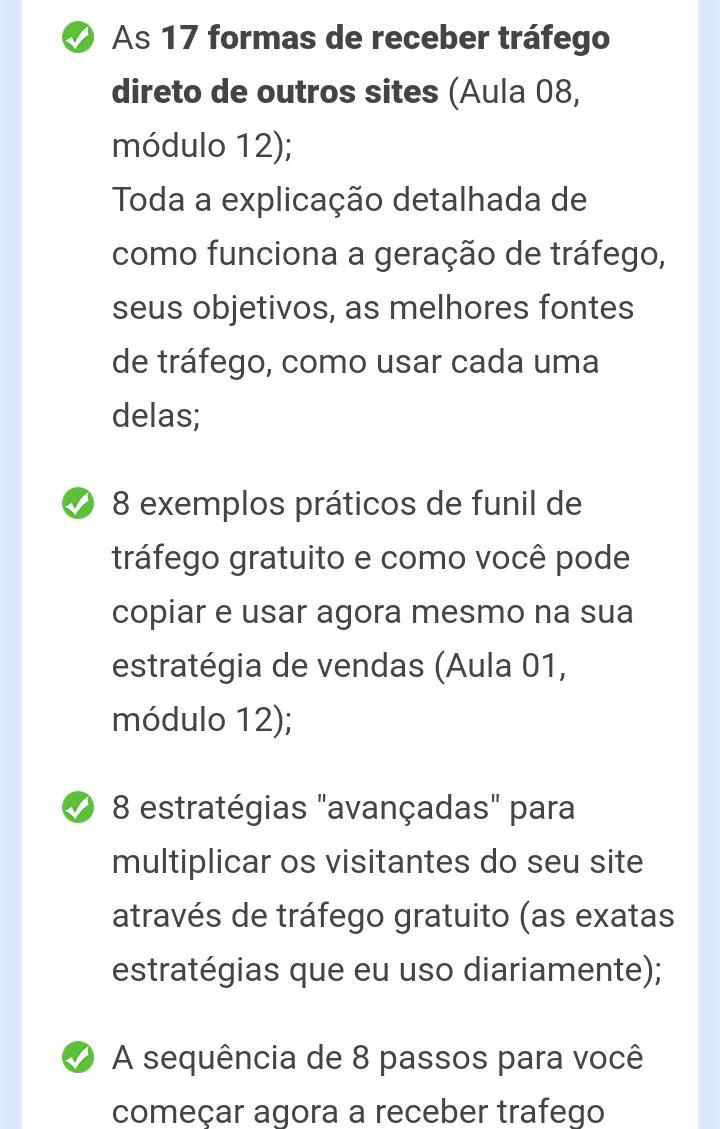 As 17 formas de receber tráfego
direto de outros sites (Aula 08,
módulo 12);
Toda a explicação detalhada de
como funciona a geração de tráfego,
seus objetivos, as melhores fontes
de tráfego, como usar cada uma
delas;
8 exemplos práticos de funil de
tráfego gratuito e como você pode
copiar e usar agora mesmo na sua
estratégia de vendas (Aula 01,
módulo 12);
8 estratégias "avançadas" para
multiplicar os visitantes do seu site
através de tráfego gratuito (as exatas
estratégias que eu uso diariamente);
A sequência de 8 passos para você
começar agora a receber trafego